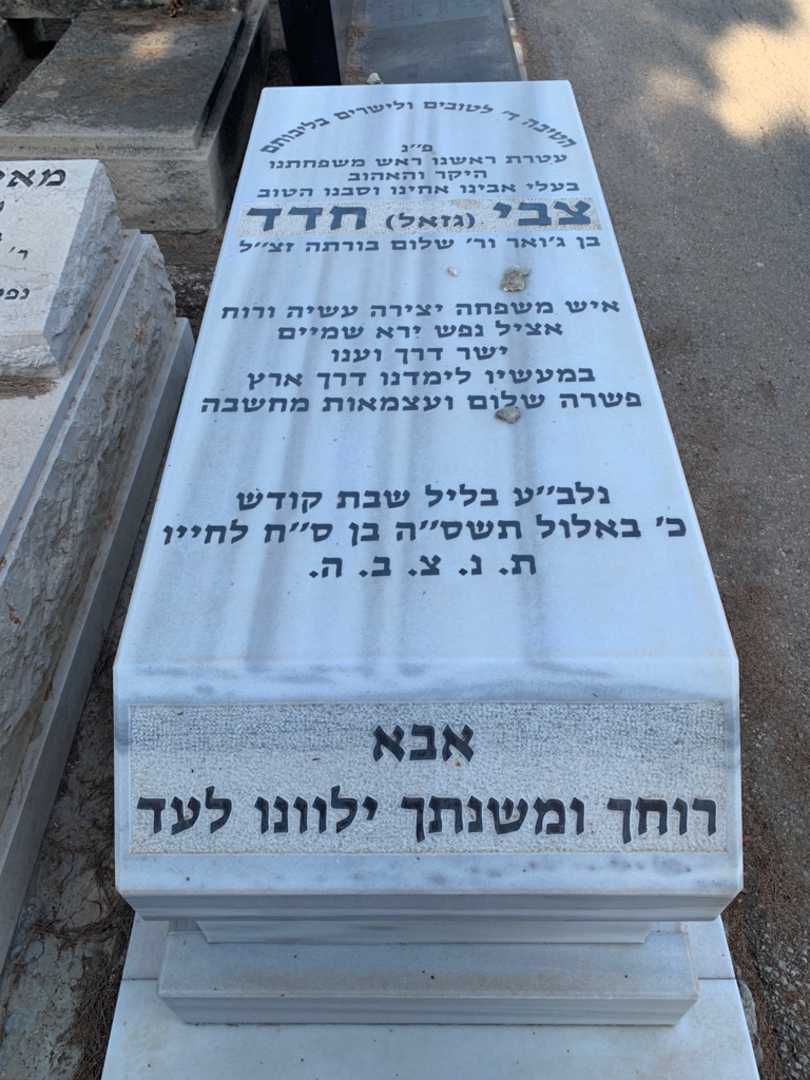 הטיבה ד' לטובים ולישרים בליבותם
פ"נ
עטרת ראשנו ראש משפחתנו
היקר והאהוב
בעלי אבינו אחינו וסבנו הטוב
צבי (גזאל) חדד
בן ג'ואר ור' שלום בורתה זצ"ל
איש משפחה יצירה עשיה ורוח
אציל נפש ירא שמיים
ישר דרך וענו
במעשיו לימדנו דרך ארץ
פשרה שלום ועצמאות מחשבה
נלב"ע בליל שבת קודש
כ' באלול תשס"ה בן ס"ח לחייו
ת. נ. צ. ב. ה.
אבא
רוחך ומשנתך ילוונו לעד
ר'